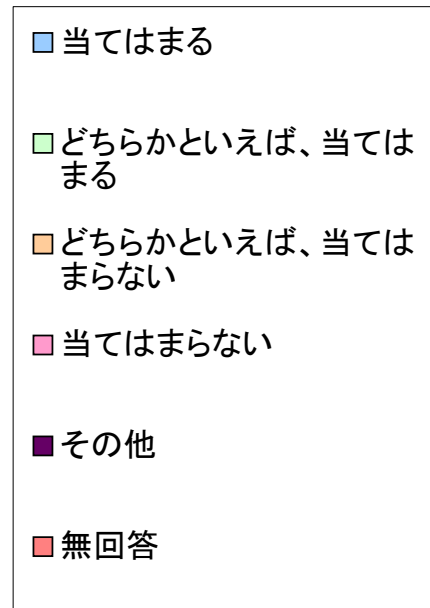 当てはまる
どちらかといえば、当ては
まる
どちらかといえば、当ては
まらない
当てはまらない
その他
無回答